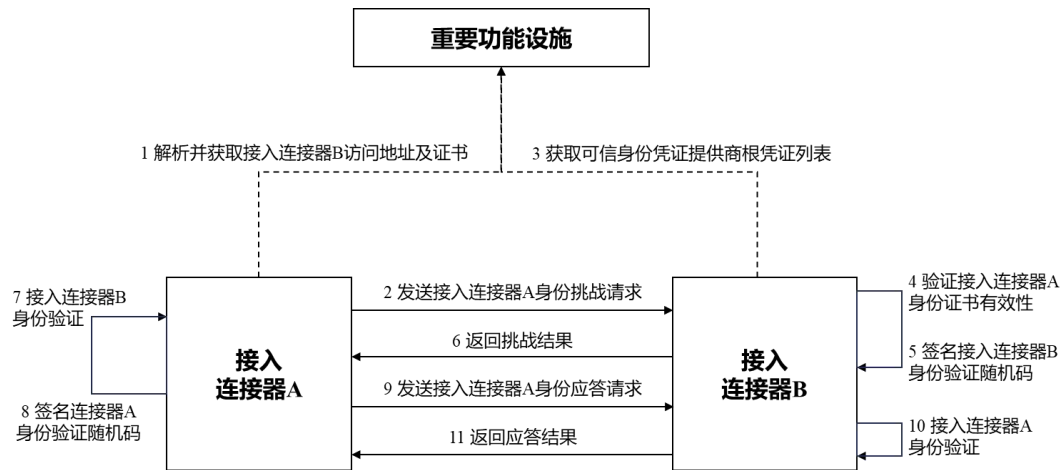 重要功能设施
1 解析并获取接入连接器B访问地址及证书
3 获取可信身份凭证提供商根凭证列表
7 接入连接器B
身份验证
8 签名连接器A
身份验证随机码
接入
连接器A
2 发送接入连接器A身份挑战请求
6 返回挑战结果
9 发送接入连接器A身份应答请求
11 返回应答结果
接入
连接器B
4 验证接入连接器A
身份证书有效性
5 签名接入连接器B
身份验证随机码
10 接入连接器A
身份验证